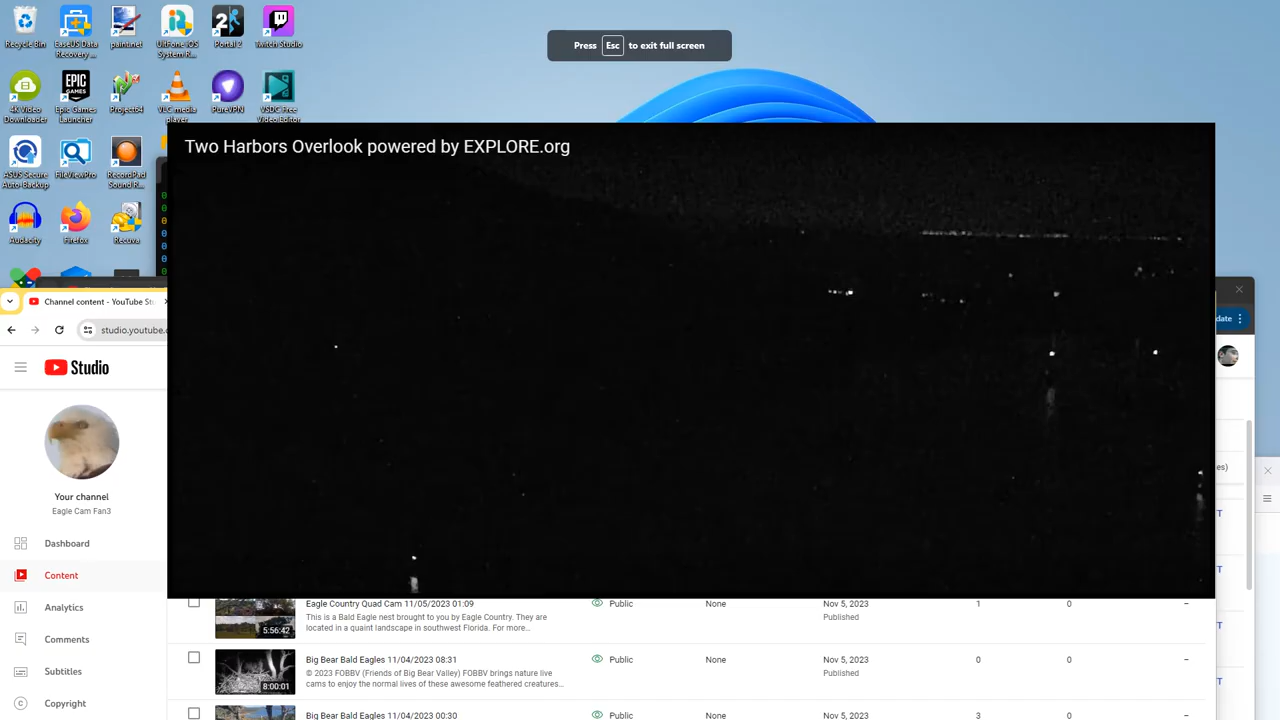 Recycle Bin
EaseUS Data
Recovery ...
paint.net
UltFone iOS
System R...
2
Portal 2
Twitch Studio
Press Esc to exit full screen
4K Video
Downloader
EPIC
GAMES
Epic Games
Launcher
Project64
VLC media
player
PureVPN
VSDC Free
Video Editor
Two Harbors Overlook powered by EXPLORE.org
ASUS Secure
Auto-Backup
FileViewPro
RecordPad
Sound R...
Audacity
Firefox
Recuva
Channel content - YouTube St
studio.youtube.c
date
Studio
es)
Your channel
Eagle Cam Fan3
T
Dashboard
T
Content
Analytics
T
Comments
Subtitles
T
Copyright
Eagle Country Quad Cam 11/05/2023 01:09
Public
None
Nov 5, 2023
1
0
–
This is a Bald Eagle nest brought to you by Eagle Country. They are
Published
located in a quaint landscape in southwest Florida. For more...
5:56:42
Big Bear Bald Eagles 11/04/2023 08:31
Public
None
Nov 5, 2023
0
0
–
© 2023 FOBBV (Friends of Big Bear Valley) FOBBV brings nature live
Published
cams to enjoy the normal lives of these awesome feathered creatures...
8:00:01
Big Bear Bald Eagles 11/04/2023 00:30
Public
None
Nov 5, 2023
3
0
–